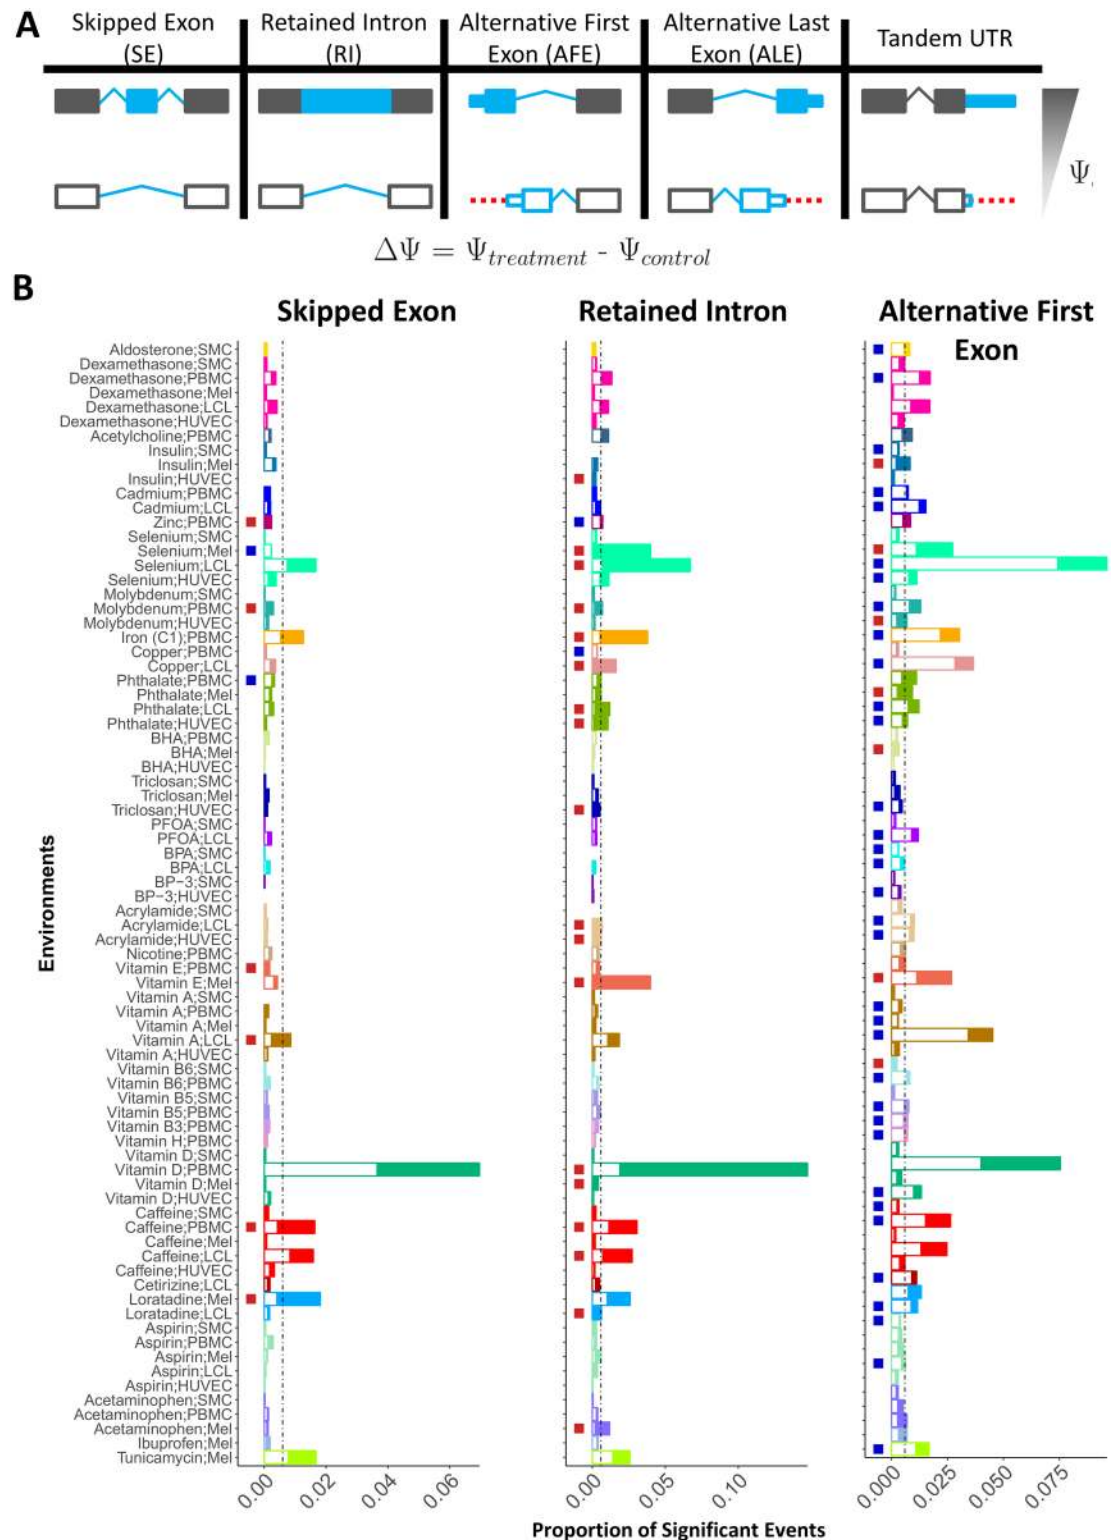 A
Skipped Exon (SE)
Retained Intron (RI)
Alternative First Exon (AFE)
Alternative Last Exon (ALE)
Tandem UTR
Ψ
ΔΨ = Ψtreatment - Ψcontrol
B
Skipped Exon
Retained Intron
Alternative First Exon
Environments
Aldosterone;SMC
Dexamethasone;SMC
Dexamethasone;PBMC
Dexamethasone;Mel
Dexamethasone;LCL
Dexamethasone;HUVEC
Acetylcholine;PBMC
Insulin;SMC
Insulin;Mel
Insulin;HUVEC
Cadmium;PBMC
Cadmium;LCL
Zinc;PBMC
Selenium;SMC
Selenium;Mel
Selenium;LCL
Selenium;HUVEC
Molybdenum;SMC
Molybdenum;PBMC
Molybdenum;HUVEC
Iron (C1);PBMC
Copper;PBMC
Copper;LCL
Phthalate;PBMC
Phthalate;Mel
Phthalate;LCL
Phthalate;HUVEC
BHA;PBMC
BHA;Mel
BHA;HUVEC
Triclosan;SMC
Triclosan;Mel
Triclosan;HUVEC
PFOA;SMC
PFOA;LCL
BPA;SMC
BPA;LCL
BP−3;SMC
BP−3;HUVEC
Acrylamide;SMC
Acrylamide;LCL
Acrylamide;HUVEC
Nicotine;PBMC
Vitamin E;PBMC
Vitamin E;Mel
Vitamin A;SMC
Vitamin A;PBMC
Vitamin A;Mel
Vitamin A;LCL
Vitamin A;HUVEC
Vitamin B6;SMC
Vitamin B6;PBMC
Vitamin B5;SMC
Vitamin B5;PBMC
Vitamin B3;PBMC
Vitamin H;PBMC
Vitamin D;SMC
Vitamin D;PBMC
Vitamin D;Mel
Vitamin D;HUVEC
Caffeine;SMC
Caffeine;PBMC
Caffeine;Mel
Caffeine;LCL
Caffeine;HUVEC
Cetirizine;LCL
Loratadine;Mel
Loratadine;LCL
Aspirin;SMC
Aspirin;PBMC
Aspirin;Mel
Aspirin;LCL
Aspirin;HUVEC
Acetaminophen;SMC
Acetaminophen;PBMC
Acetaminophen;Mel
Ibuprofen;Mel
Tunicamycin;Mel
0.00 0.02 0.04 0.06
0.00 0.05 0.10
0.000 0.025 0.050 0.075
Proportion of Significant Events